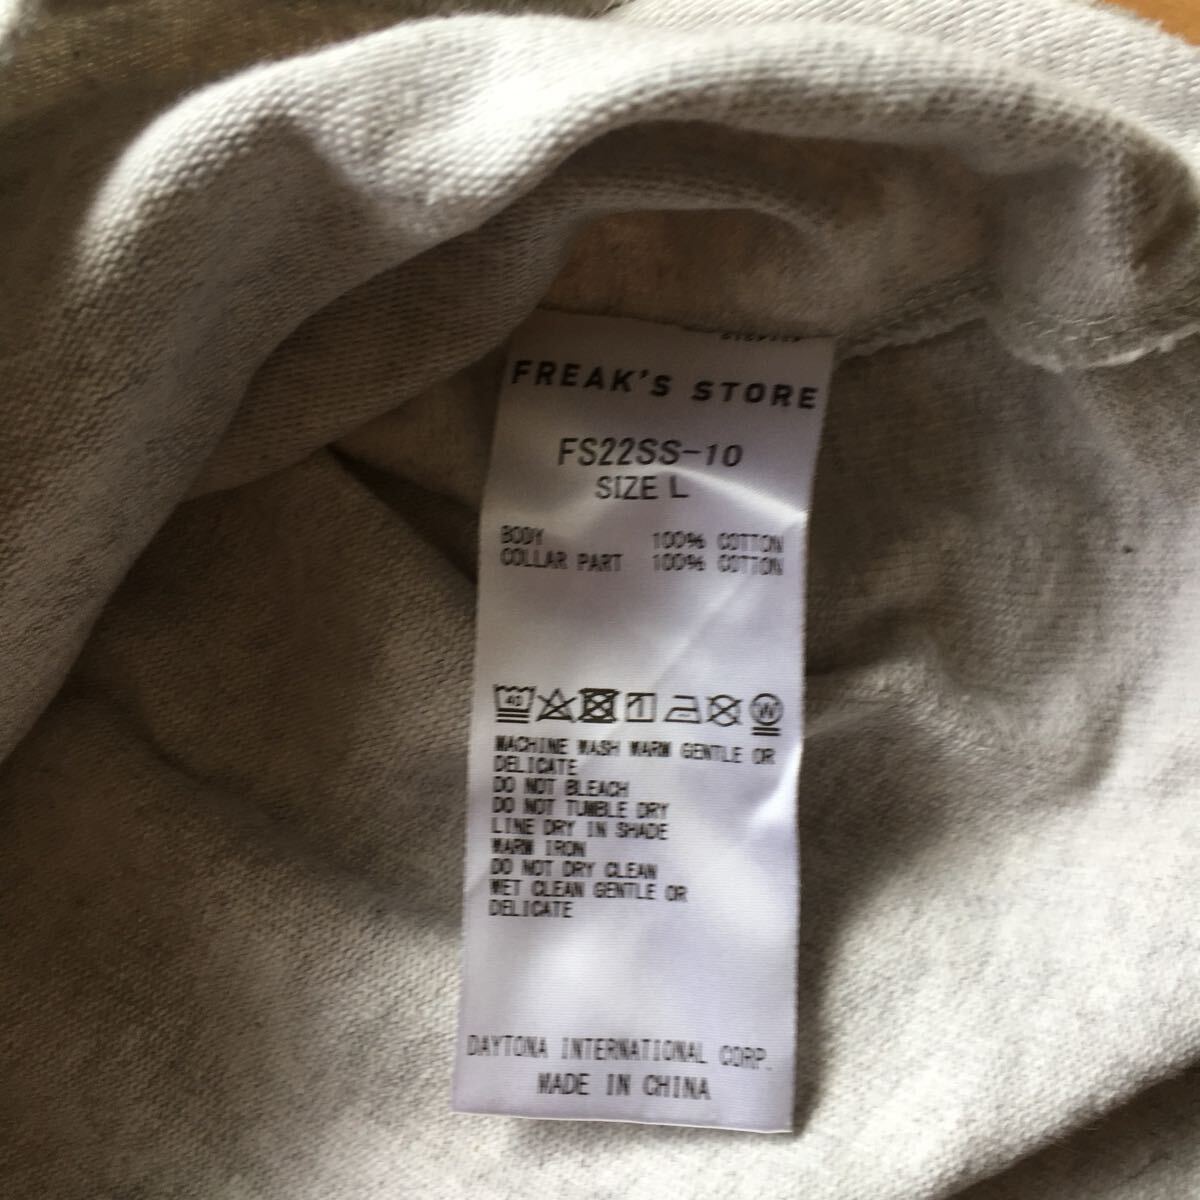 FREAK'S STORE
FS22SS-10
SIZE L
BODY 100% COTTON
COLLAR PART 100% COTTON
40 W
MACHINE WASH WARM GENTLE OR
DELICATE
DO NOT BLEACH
DO NOT TUMBLE DRY
LINE DRY IN SHADE
WARM IRON
DO NOT DRY CLEAN
WET CLEAN GENTLE OR
DELICATE
DAYTONA INTERNATIONAL CORP.
MADE IN CHINA